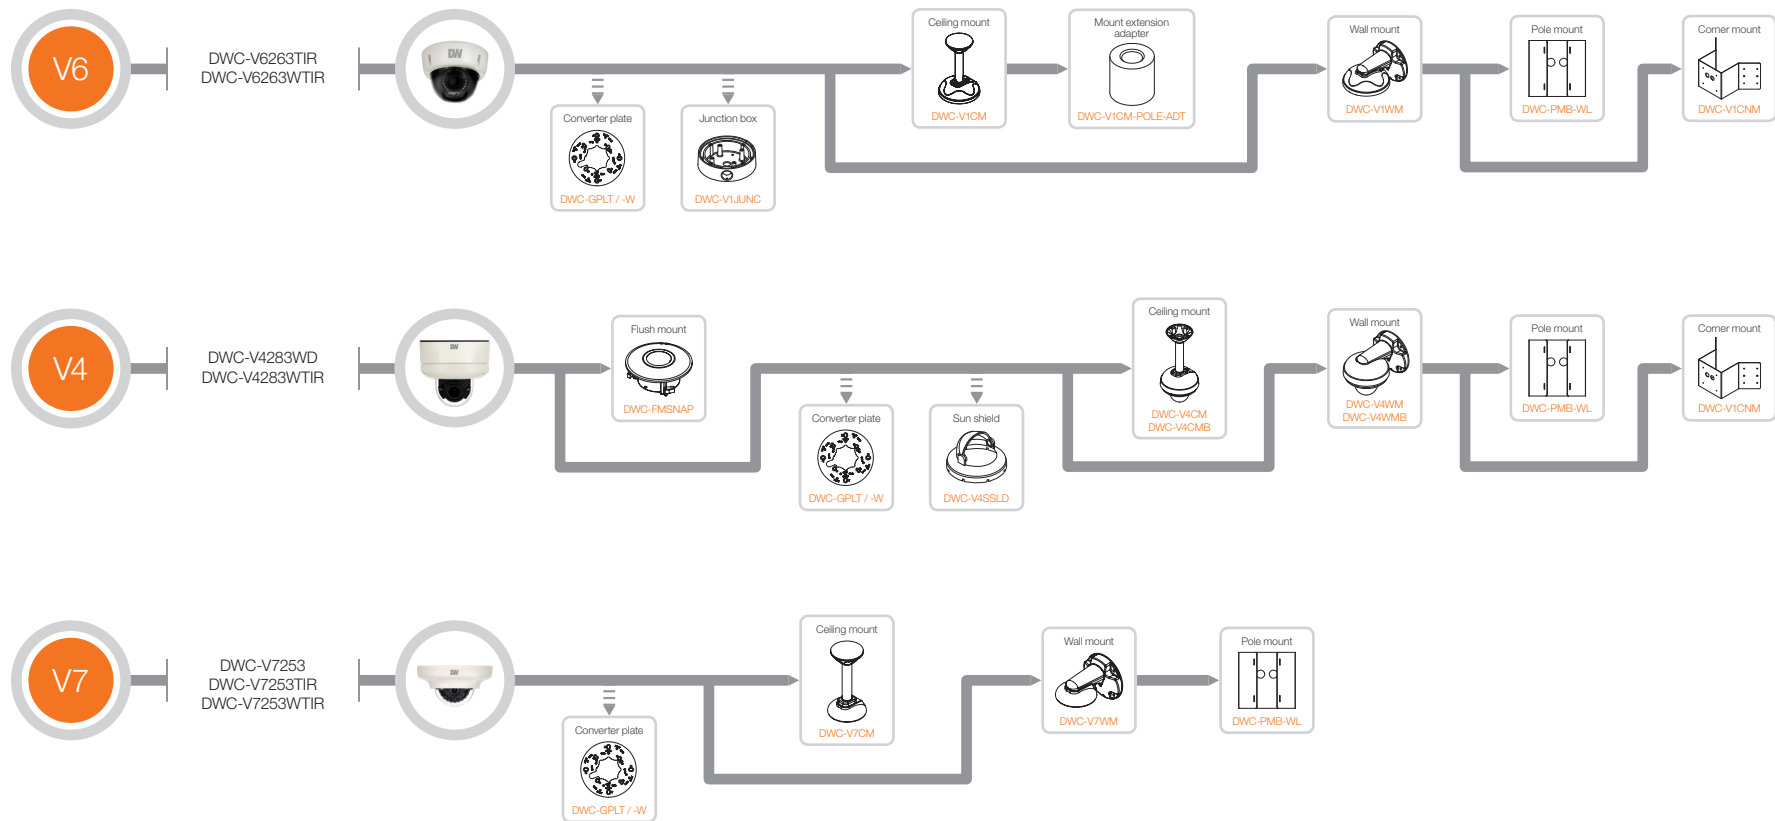 V6
DWC-V6263TIR
DWC-V6263WTIR
DW
Converter plate
DWC-GPLT / -W
Junction box
DWC-V1JUNC
Ceiling mount
DWC-V1CM
Mount extension
adapter
DWC-V1CM-POLE-ADT
Wall mount
DWC-V1WM
Pole mount
DWC-PMB-WL
Corner mount
DWC-V1CNM
V4
DWC-V4283WD
DWC-V4283WTIR
DW
Flush mount
DWC-FMSNAP
Converter plate
DWC-GPLT / -W
Sun shield
DWC-V4SSLD
Ceiling mount
DWC-V4CM
DWC-V4CMB
Wall mount
DWC-V4WM
DWC-V4WMB
Pole mount
DWC-PMB-WL
Corner mount
DWC-V1CNM
V7
DWC-V7253
DWC-V7253TIR
DWC-V7253WTIR
DW
Converter plate
DWC-GPLT / -W
Ceiling mount
DWC-V7CM
Wall mount
DWC-V7WM
Pole mount
DWC-PMB-WL